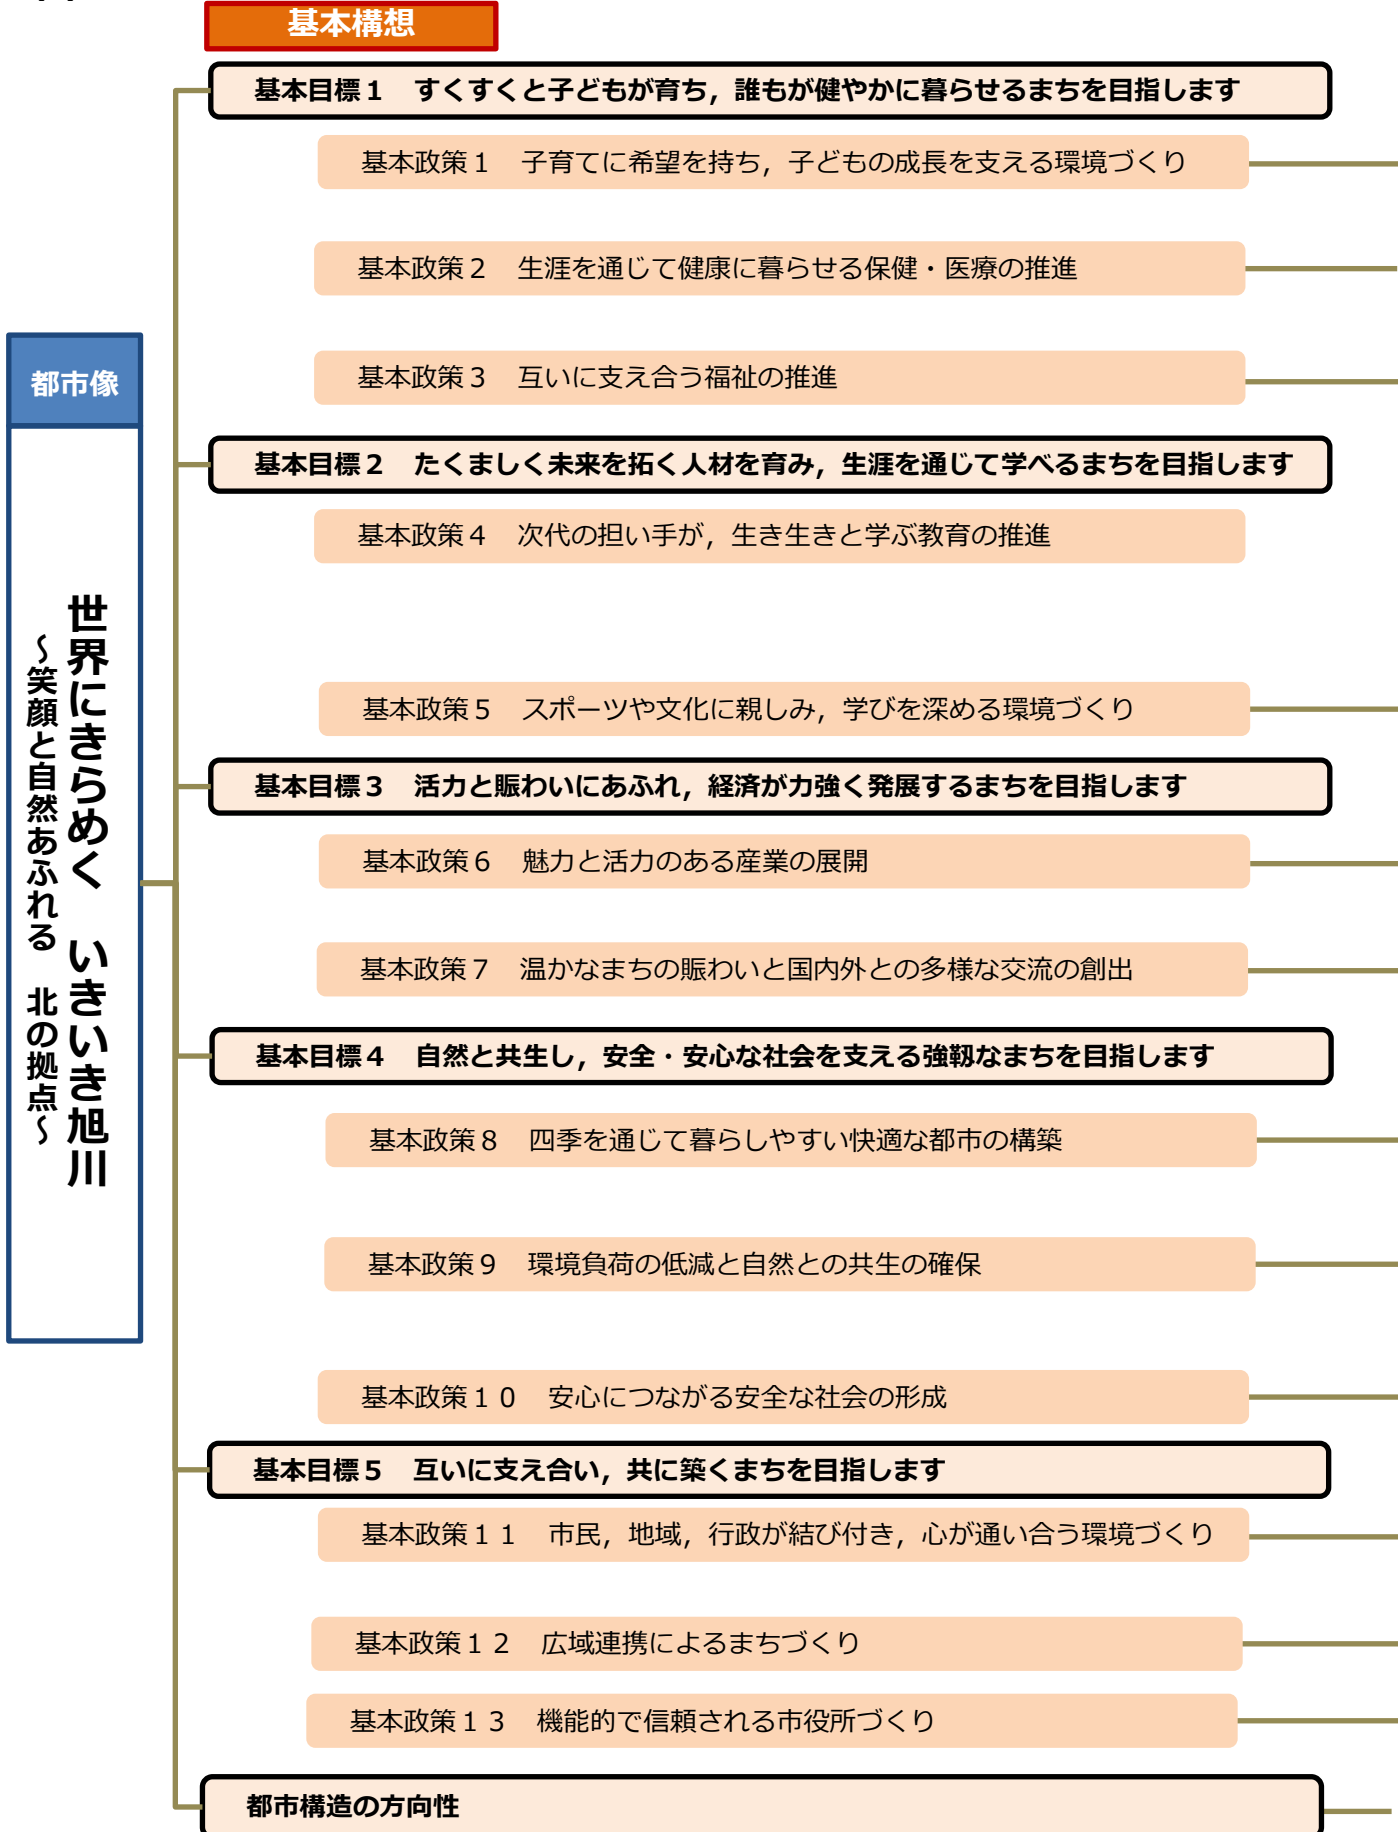 基本構想
基本目標１　すくすくと子どもが育ち，誰もが健やかに暮らせるまちを目指します
基本政策１　子育てに希望を持ち，子どもの成長を支える環境づくり
基本政策２　生涯を通じて健康に暮らせる保健・医療の推進
基本政策３　互いに支え合う福祉の推進
基本目標２　たくましく未来を拓く人材を育み，生涯を通じて学べるまちを目指します
基本政策４　次代の担い手が，生き生きと学ぶ教育の推進
基本政策５　スポーツや文化に親しみ，学びを深める環境づくり
基本目標３　活力と賑わいにあふれ，経済が力強く発展するまちを目指します
基本政策６　魅力と活力のある産業の展開
基本政策７　温かなまちの賑わいと国内外との多様な交流の創出
基本目標４　自然と共生し，安全・安心な社会を支える強靱なまちを目指します
基本政策８　四季を通じて暮らしやすい快適な都市の構築
基本政策９　環境負荷の低減と自然との共生の確保
基本政策１０　安心につながる安全な社会の形成
基本目標５　互いに支え合い，共に築くまちを目指します
基本政策１１　市民，地域，行政が結び付き，心が通い合う環境づくり
基本政策１２　広域連携によるまちづくり
基本政策１３　機能的で信頼される市役所づくり
都市構造の方向性
都市像
世界にきらめく　いきいき旭川
～笑顔と自然あふれる　北の拠点～